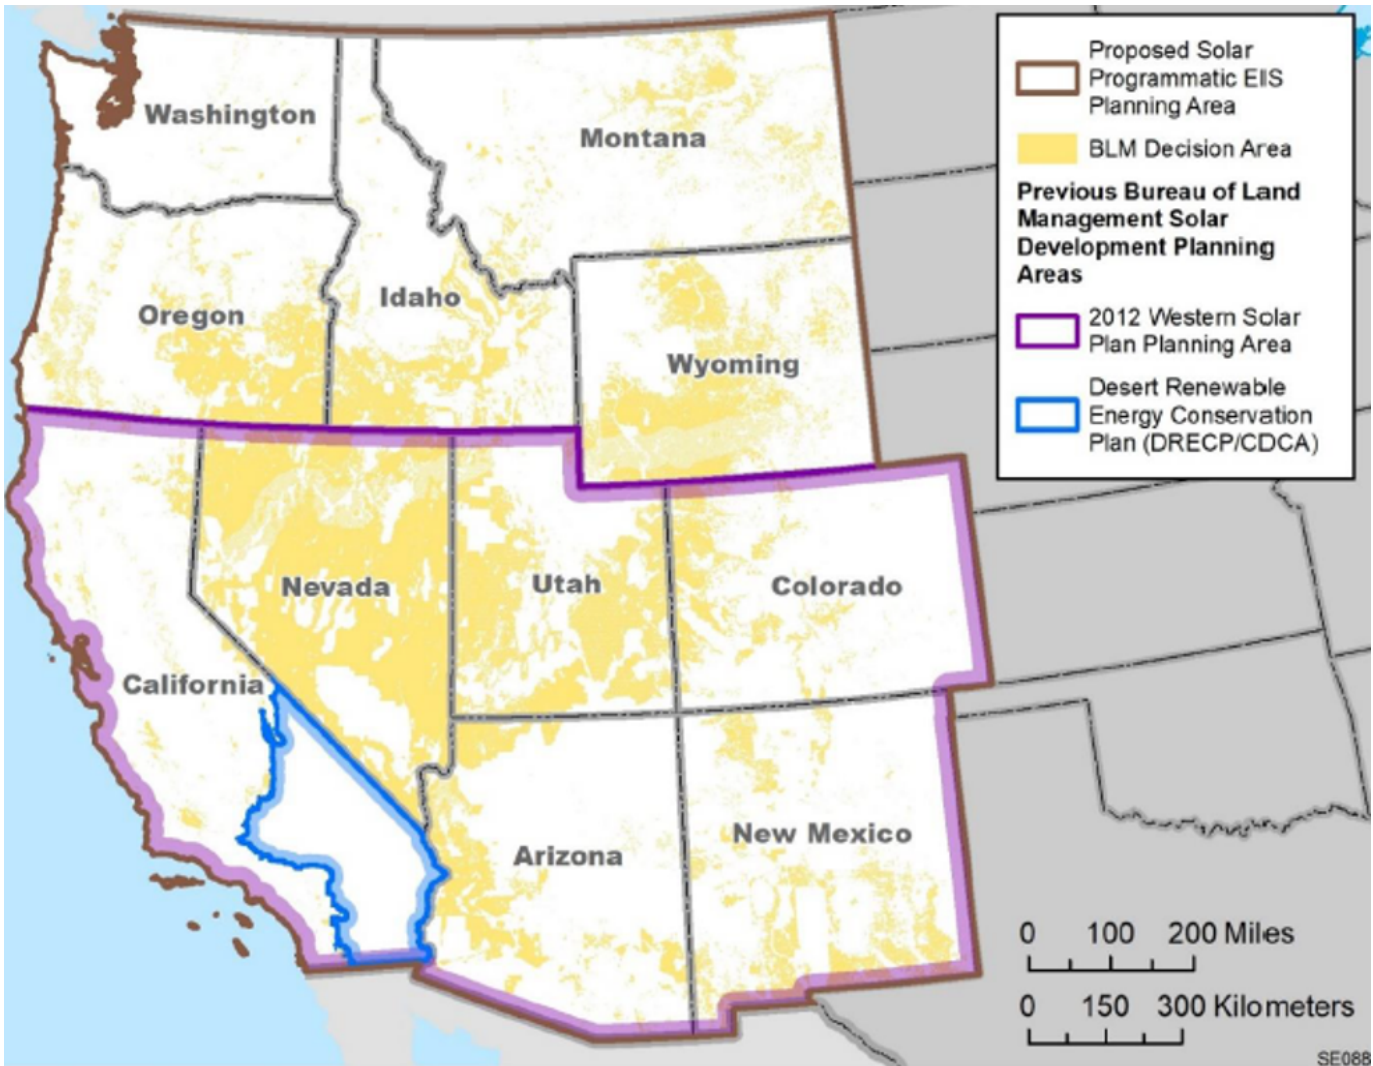 Washington
Montana
Oregon
Idaho
Wyoming
Nevada
Utah
Colorado
California
Arizona
New Mexico
Proposed Solar
Programmatic EIS
Planning Area
BLM Decision Area
Previous Bureau of Land
Management Solar
Development Planning
Areas
2012 Western Solar
Plan Planning Area
Desert Renewable
Energy Conservation
Plan (DRECP/CDCA)
0 100 200 Miles
0 150 300 Kilometers
SE088